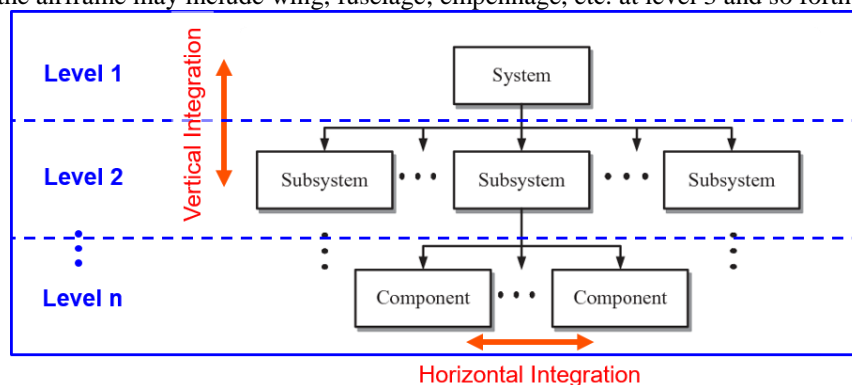 the airframe may include wing, fuselage, empennage, etc. at level 3 and so forth
Level 1
Vertical Integration
System
Level 2
Subsystem
Subsystem
Subsystem
Level n
Component
Component
Horizontal Integration